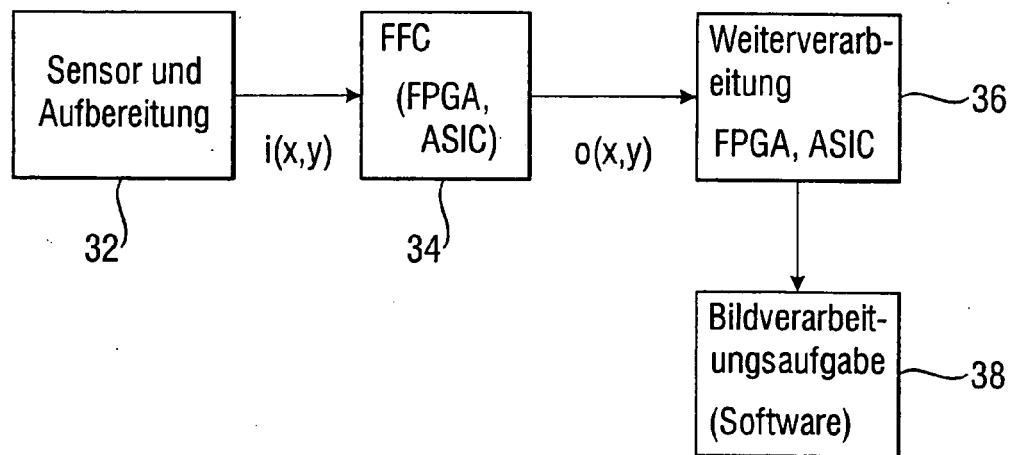 Sensor und
Aufbereitung
32
i(x,y)
FFC
(FPGA,
ASIC)
34
o(x,y)
Weiterverarb-
eitung
FPGA, ASIC
36
Bildverarbeit-
ungsaufgabe
(Software)
38